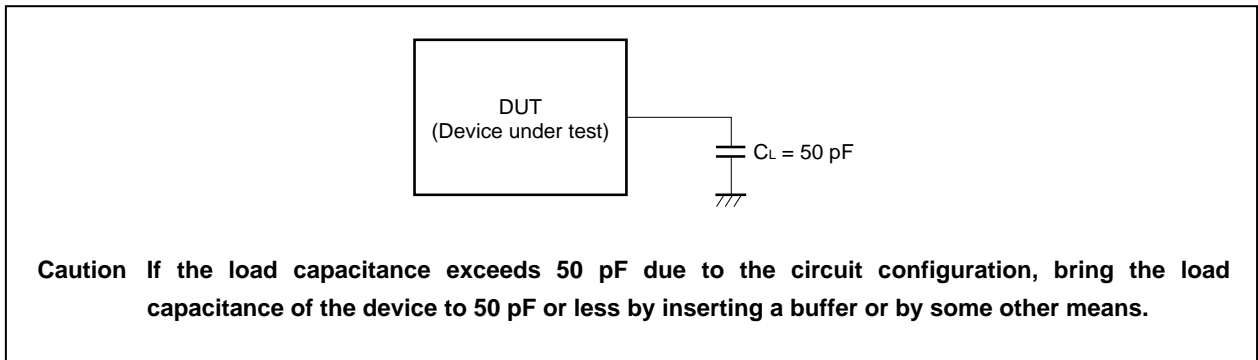 DUT
(Device under test)
CL = 50 pF
Caution If the load capacitance exceeds 50 pF due to the circuit configuration, bring the load
capacitance of the device to 50 pF or less by inserting a buffer or by some other means.